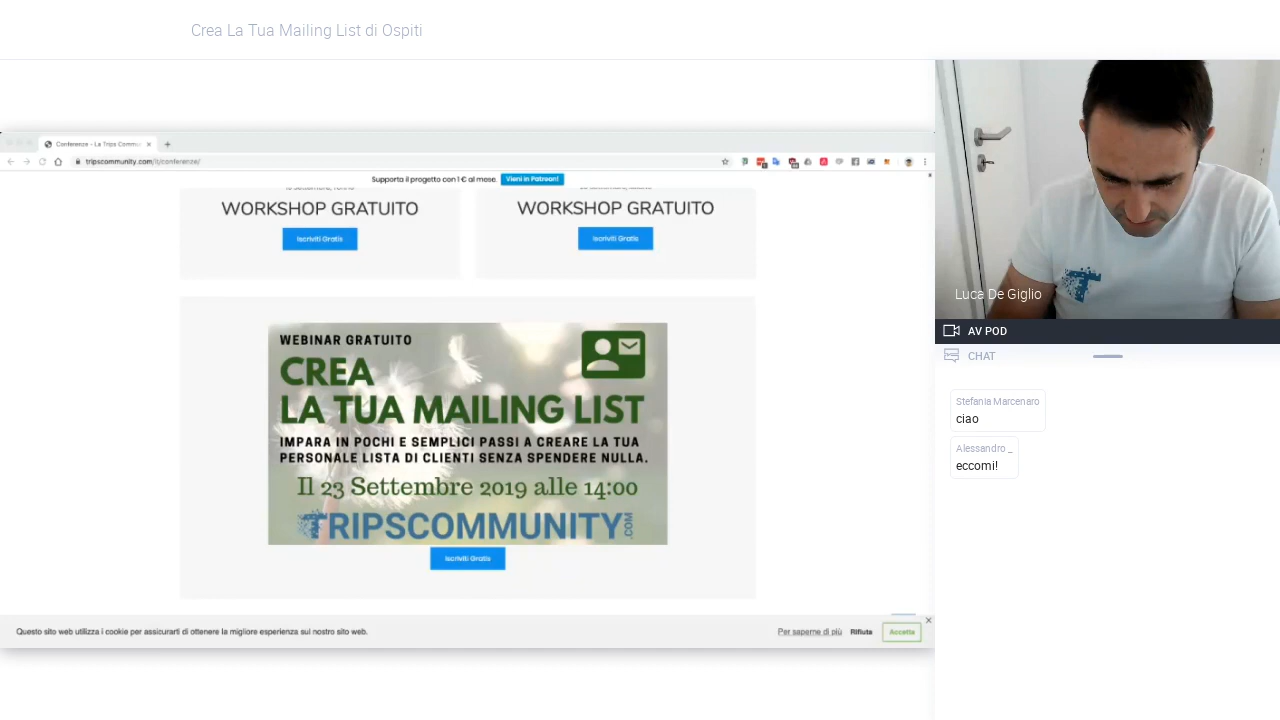 Crea La Tua Mailing List di Ospiti
Conferenze - La Trips Commu
tripscommunity.com/it/conferenze/
Supporta il progetto con 1 € al mese.
Vieni in Patreon!
WORKSHOP GRATUITO
Iscriviti Gratis
WORKSHOP GRATUITO
Iscriviti Gratis
WEBINAR GRATUITO
CREA
LA TUA MAILING LIST
IMPARA IN POCHI E SEMPLICI PASSI A CREARE LA TUA
PERSONALE LISTA DI CLIENTI SENZA SPENDERE NULLA.
Il 23 Settembre 2019 alle 14:00
TRIPSCOMMUNITY.COM
Iscriviti Gratis
Questo sito web utilizza i cookie per assicurarti di ottenere la migliore esperienza sul nostro sito web.
Per saperne di più
Rifiuta
Accetta
Luca De Giglio
AV POD
CHAT
Stefania Marcenaro
ciao
Alessandro _
eccomi!